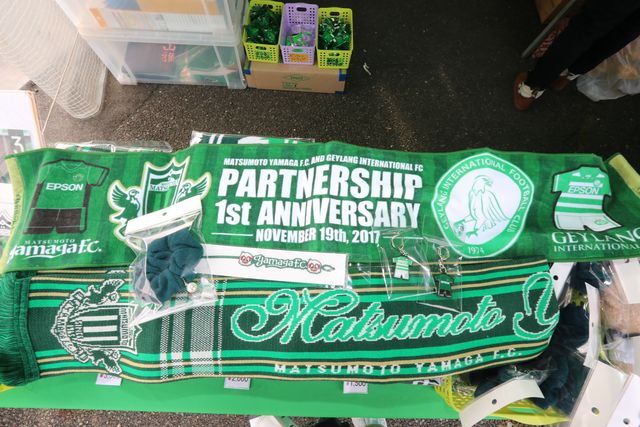 MATSUMOTO YAMAGA F.C. AND GEYLANG INTERNATIONAL FC
PARTNERSHIP
1st ANNIVERSARY
NOVEMBER 19th, 2017
EPSON
MATSUMOTO
Yamaga F.C.
GEYLANG INTERNATIONAL FOOTBALL CLUB
1974
EPSON
GEYLANG
INTERNATIONAL
Yamaga F.C.
Matsumoto Y
MATSUMOTO YAMAGA F.C.
3